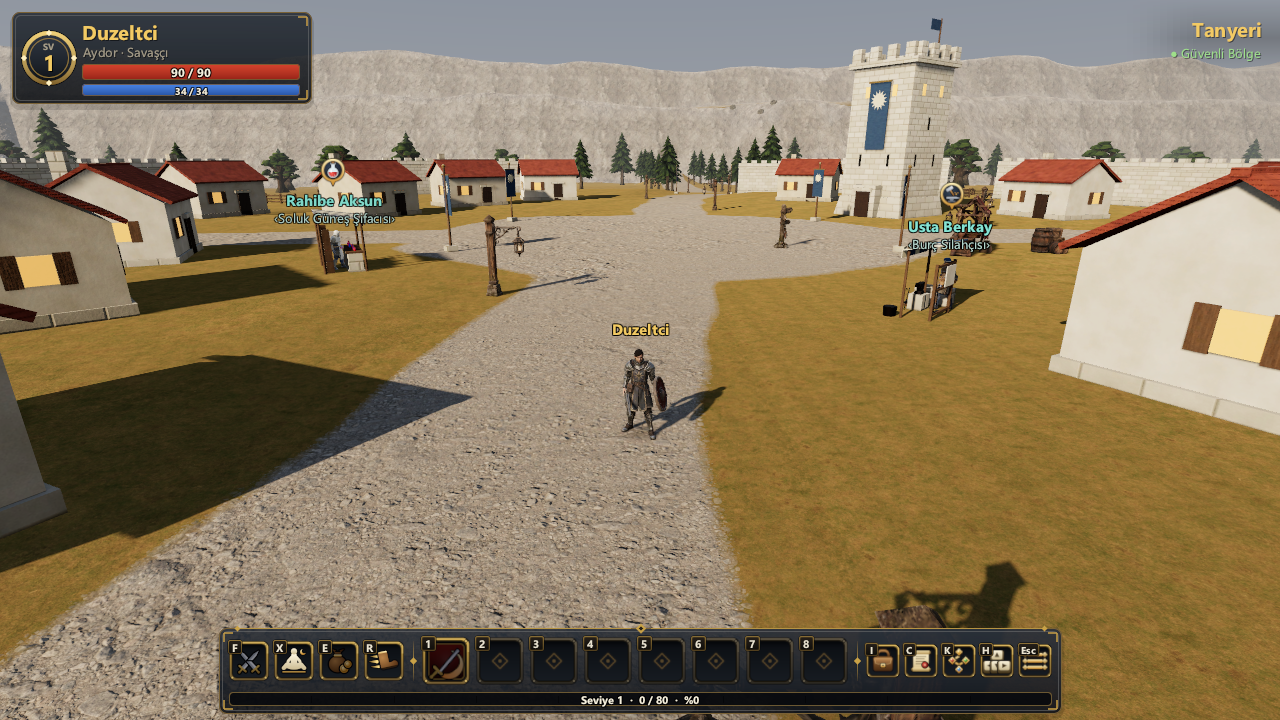 SV
1
Duzeltci
Aydor · Savaşçı
90 / 90
34 / 34
Tanyeri
• Güvenli Bölge
Rahibe Aksun
‹Soluk Güneş Şifacısı›
Usta Berkay
‹Burç Silahçısı›
Duzeltci
F X E R 1 2 3 4 5 6 7 8 I C K H Esc
Seviye 1 · 0 / 80 · %0